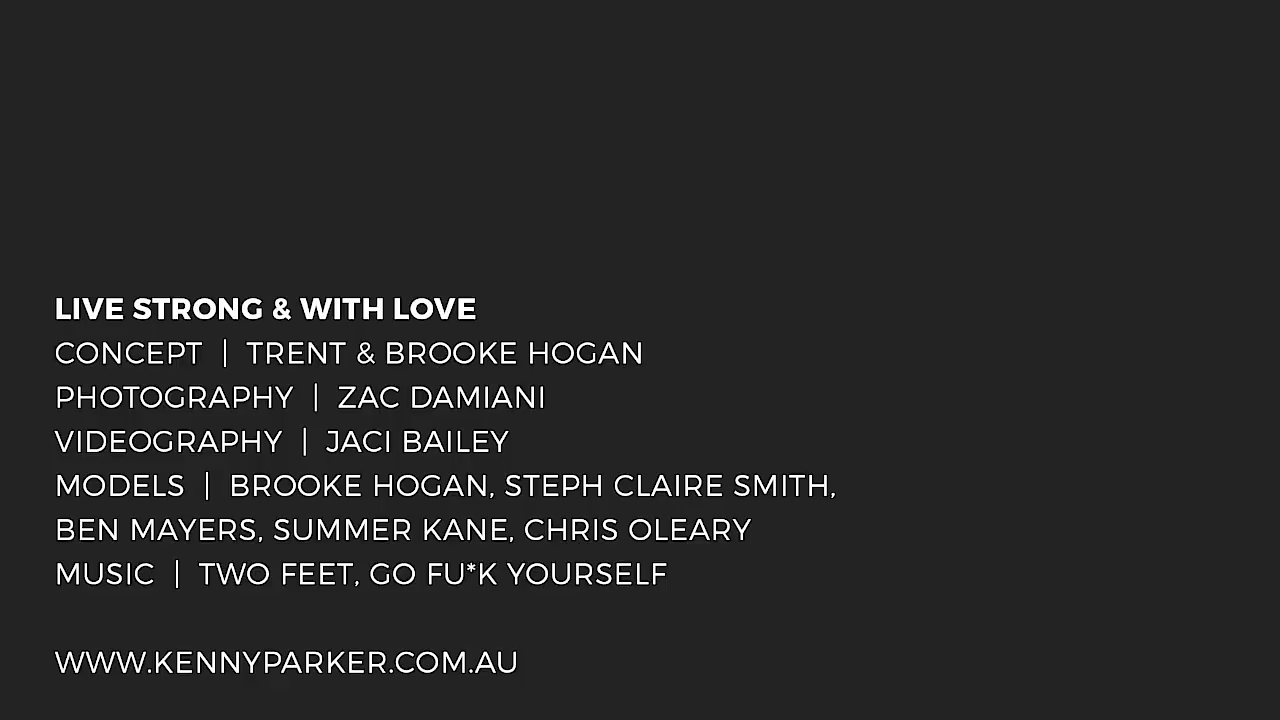 LIVE STRONG & WITH LOVE
CONCEPT | TRENT & BROOKE HOGAN
PHOTOGRAPHY | ZAC DAMIANI
VIDEOGRAPHY | JACI BAILEY
MODELS | BROOKE HOGAN, STEPH CLAIRE SMITH,
BEN MAYERS, SUMMER KANE, CHRIS OLEARY
MUSIC | TWO FEET, GO FU*K YOURSELF
WWW.KENNYPARKER.COM.AU